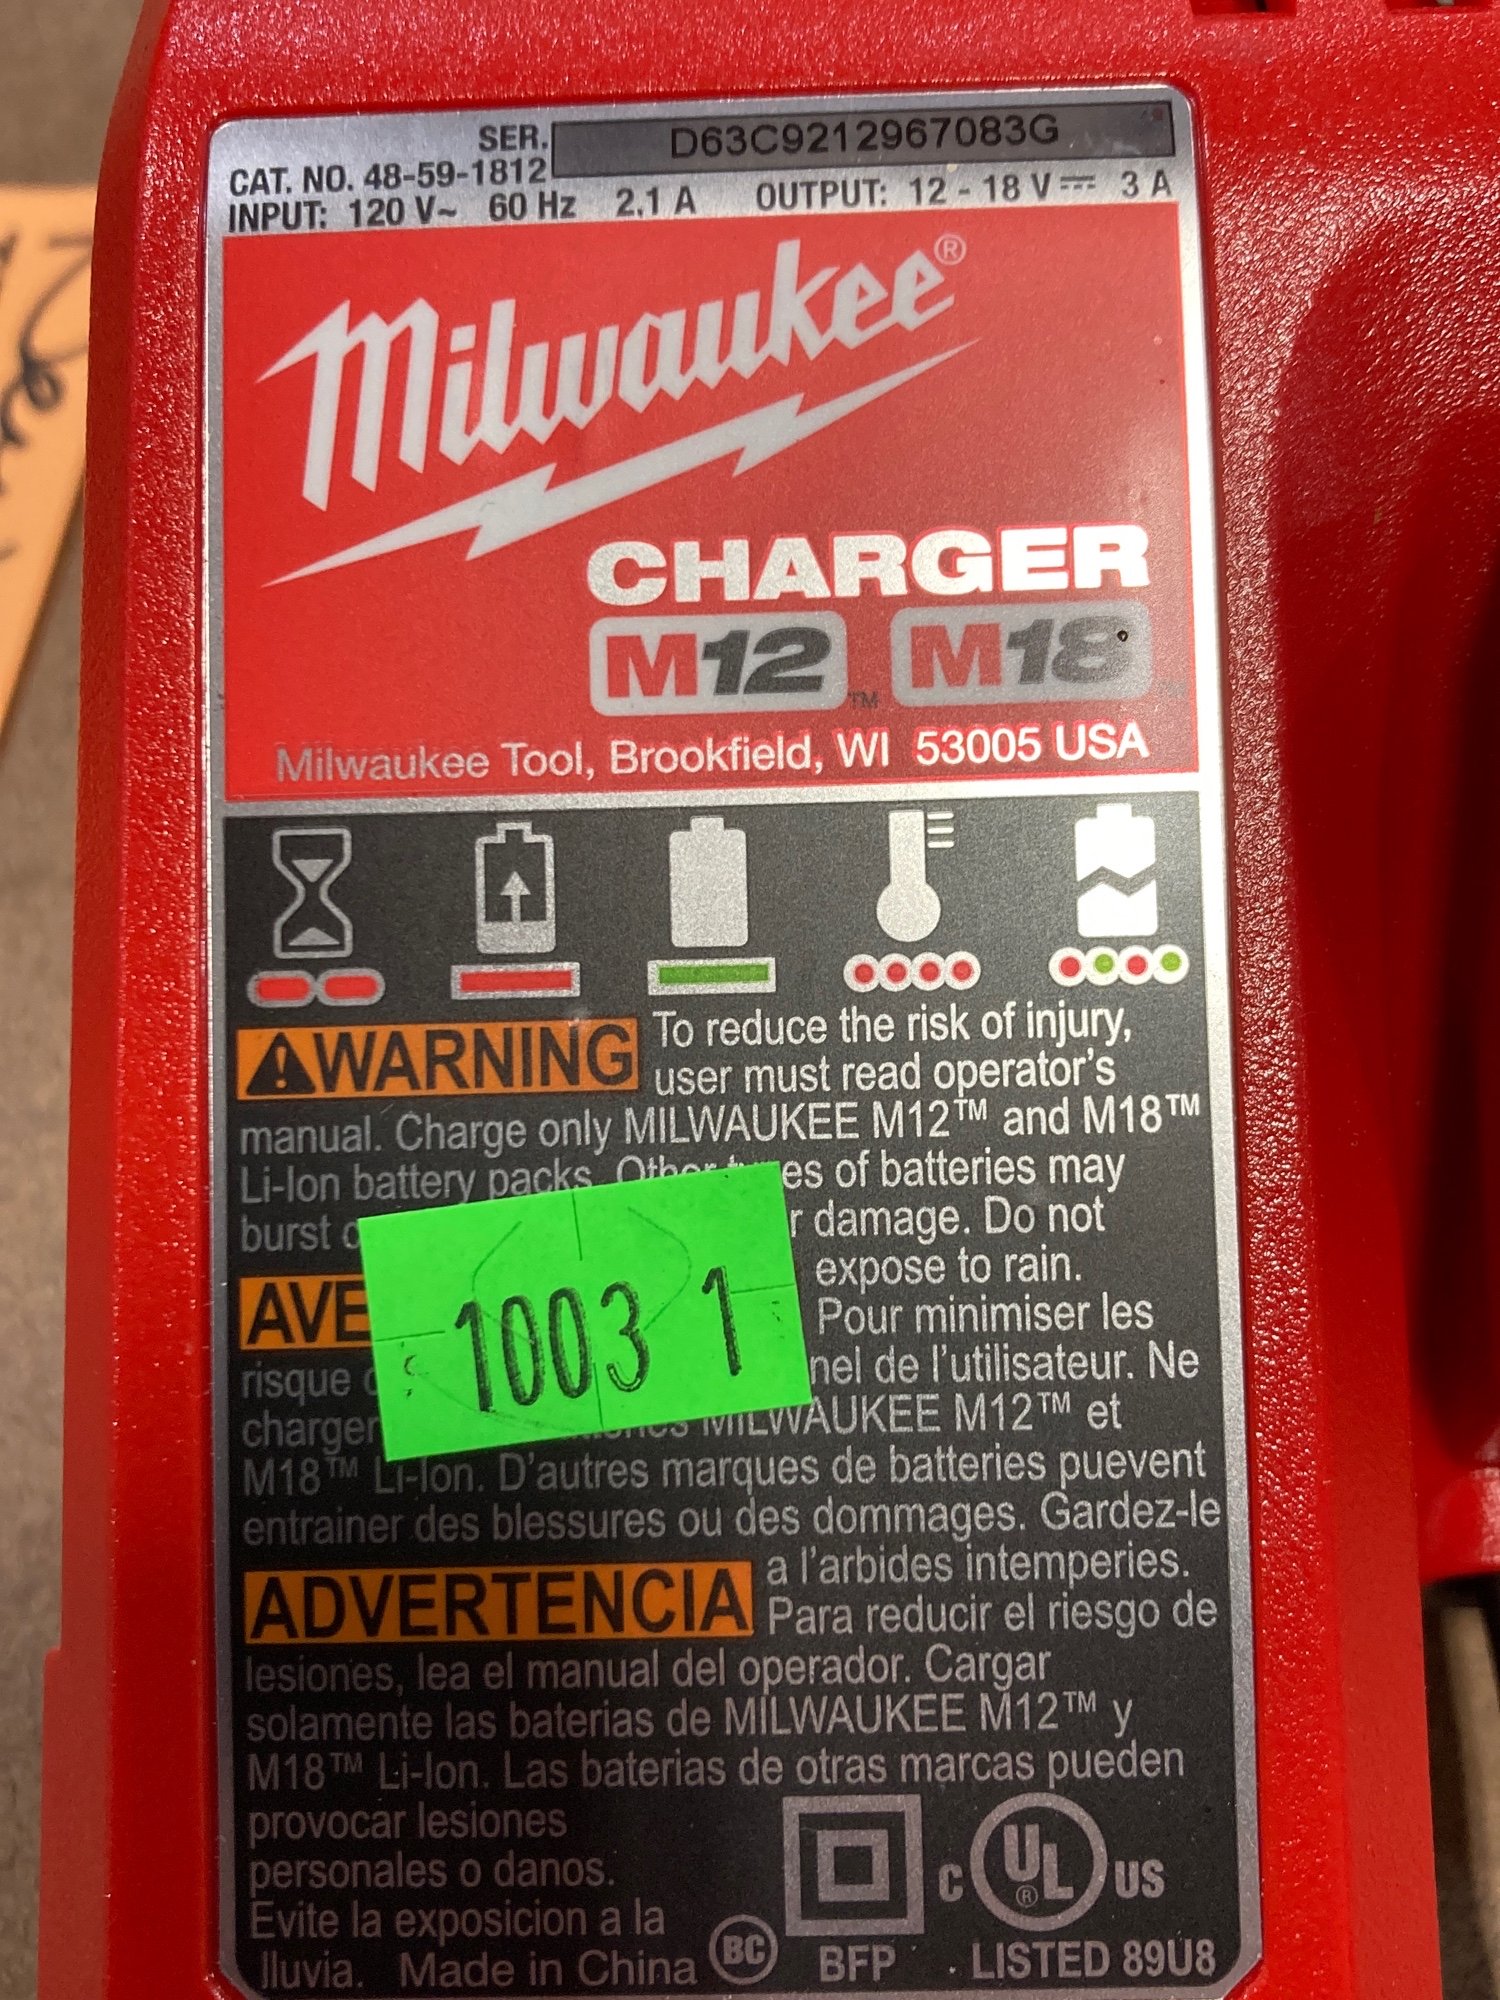 SER. D63C9212967083G
CAT. NO. 48-59-1812
INPUT: 120 V~ 60 Hz 2.1 A OUTPUT: 12 - 18 V⎓ 3 A
Milwaukee®
CHARGER
M12™ M18™
Milwaukee Tool, Brookfield, WI 53005 USA
WARNING To reduce the risk of injury,
user must read operator's
manual. Charge only MILWAUKEE M12™ and M18™
Li-Ion battery packs. Other types of batteries may
burst damage. Do not
expose to rain.
Pour minimiser les
risque de l'utilisateur. Ne
charger MILWAUKEE M12™ et
M18™ Li-Ion. D'autres marques de batteries puevent
entrainer des blessures ou des dommages. Gardez-le
a l'arbides intemperies.
ADVERTENCIA Para reducir el riesgo de
lesiones, lea el manual del operador. Cargar
solamente las baterias de MILWAUKEE M12™ y
M18™ Li-Ion. Las baterias de otras marcas pueden
provocar lesiones
personales o danos.
Evite la exposicion a la
lluvia. Made in China
BC
BFP
C UL® US
LISTED 89U8
1003 1